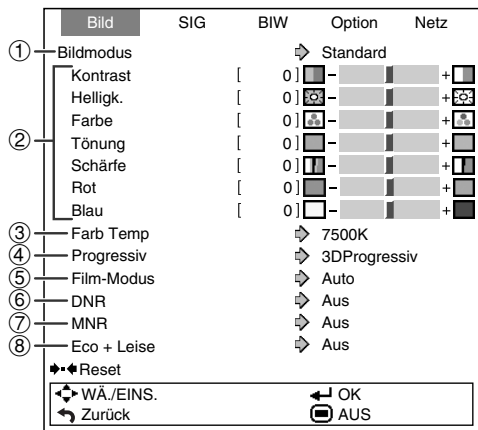 Bild SIG BIW Option Netz
① Bildmodus Standard
② Kontrast [ 0] - +
Helligk. [ 0] - +
Farbe [ 0] - +
Tönung [ 0] - +
Schärfe [ 0] - +
Rot [ 0] - +
Blau [ 0] - +
③ Farb Temp 7500K
④ Progressiv 3DProgressiv
⑤ Film-Modus Auto
⑥ DNR Aus
⑦ MNR Aus
⑧ Eco + Leise Aus
Reset
WÄ./EINS. OK
Zurück AUS